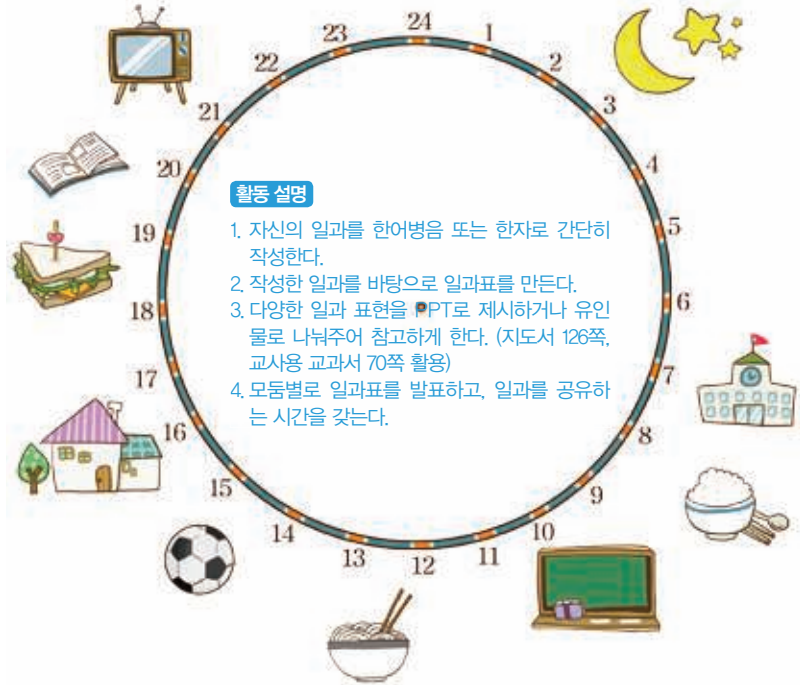 24
1
2
3
4
5
6
7
8
9
10
11
12
13
14
15
16
17
18
19
20
21
22
23
활동 설명
1. 자신의 일과를 한어병음 또는 한자로 간단히
작성한다.
2. 작성한 일과를 바탕으로 일과표를 만든다.
3. 다양한 일과 표현을 PPT로 제시하거나 유인
물로 나눠주어 참고하게 한다. (지도서 126쪽,
교사용 교과서 70쪽 활용)
4. 모둠별로 일과표를 발표하고, 일과를 공유하
는 시간을 갖는다.